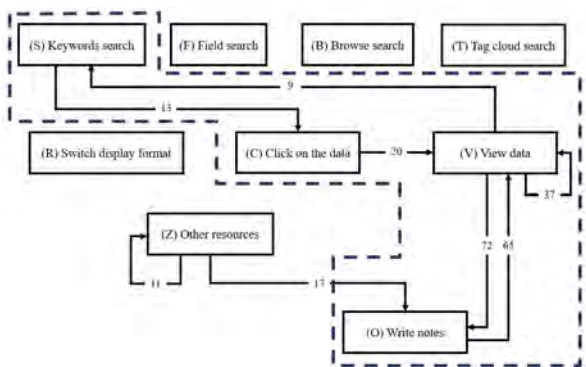 (S) Keywords search
(F) Field search
(B) Browse search
(T) Tag cloud search
9
15
(R) Switch display format
(C) Click on the data
20
(V) View data
37
(Z) Other resources
72
65
11
17
(O) Write notes